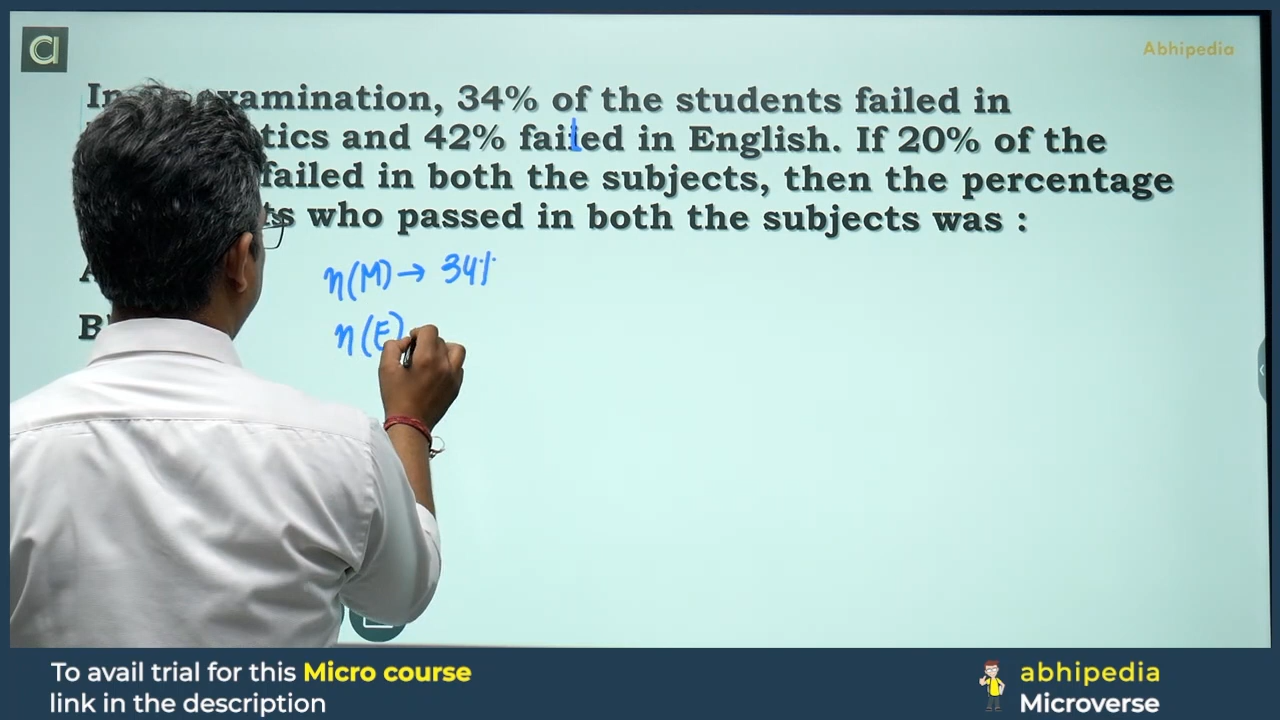 Abhipedia
In examination, 34% of the students failed in
tics and 42% failed in English. If 20% of the
failed in both the subjects, then the percentage
ts who passed in both the subjects was :
n(M) → 34%
n(E)
B
To avail trial for this Micro course
link in the description
abhipedia
Microverse